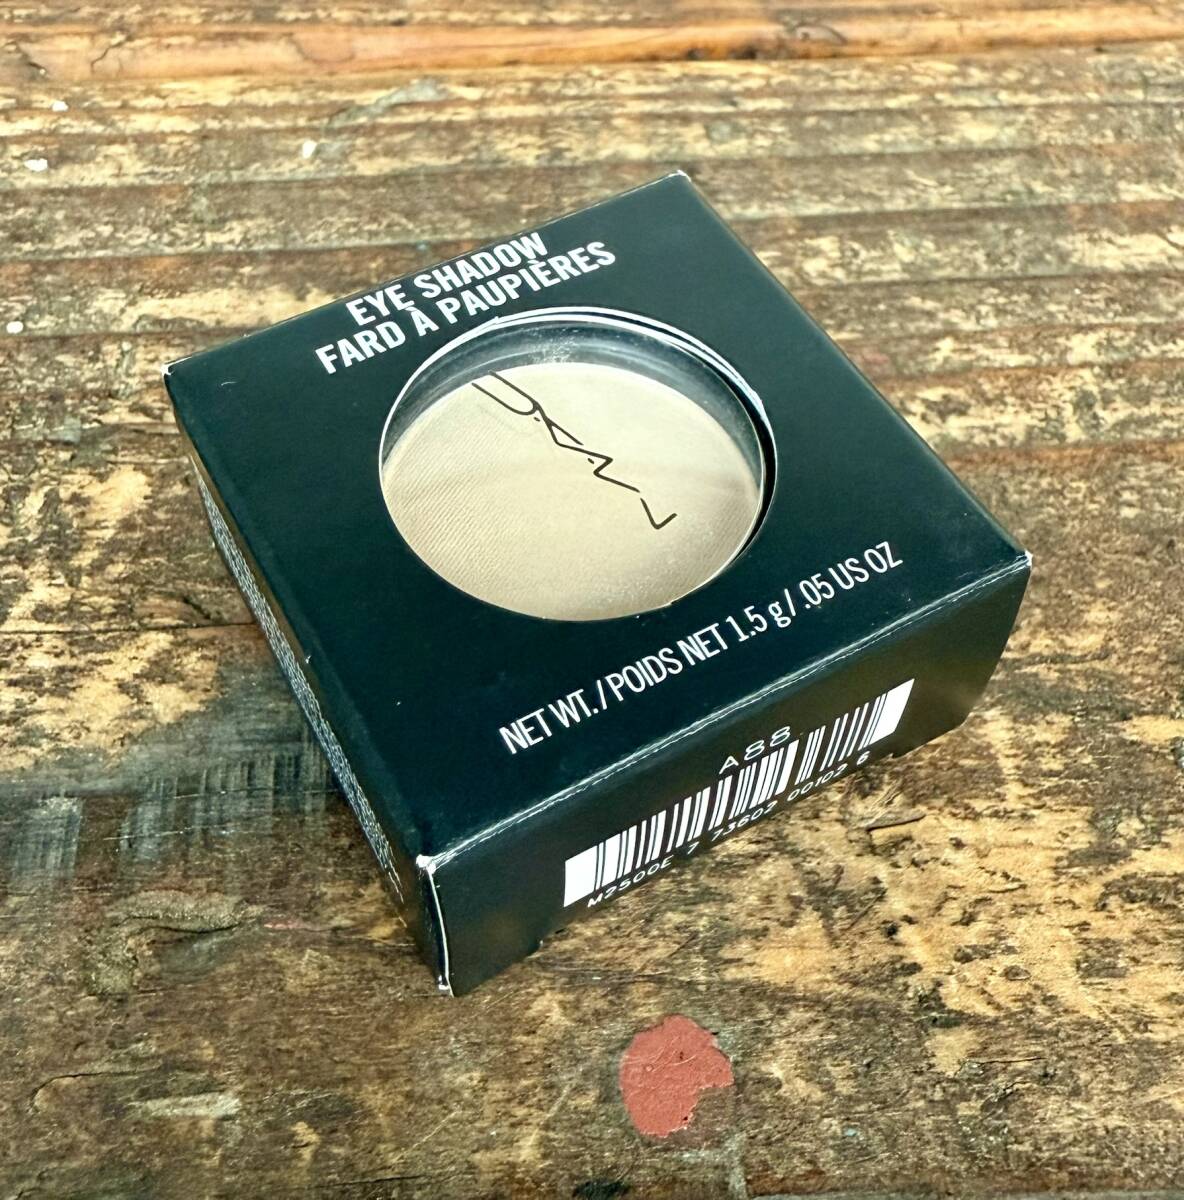 EYE SHADOW
FARD À PAUPIÈRES
MAC
NET WT. / POIDS NET 1.5 g / .05 US OZ
A88
M2500E 7 73602 00102 6